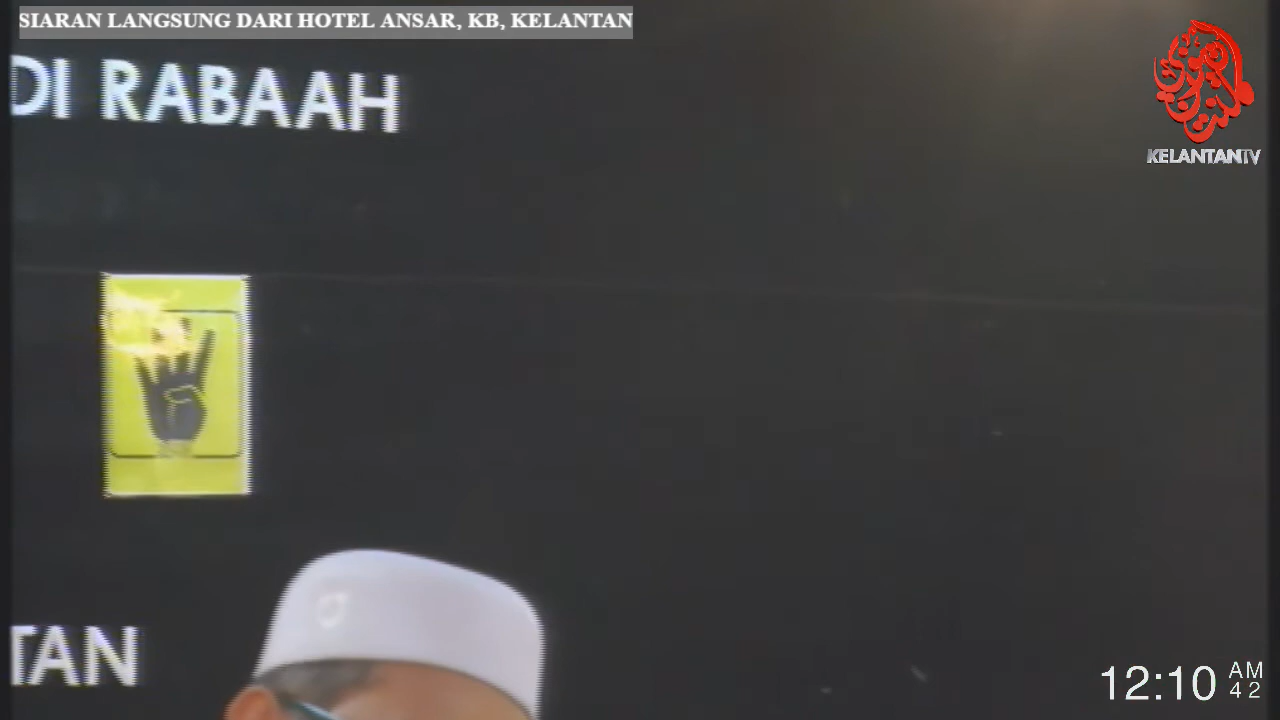 SIARAN LANGSUNG DARI HOTEL ANSAR, KB, KELANTAN
DI RABAAH
KELANTANTV
TAN
12:10 AM
42